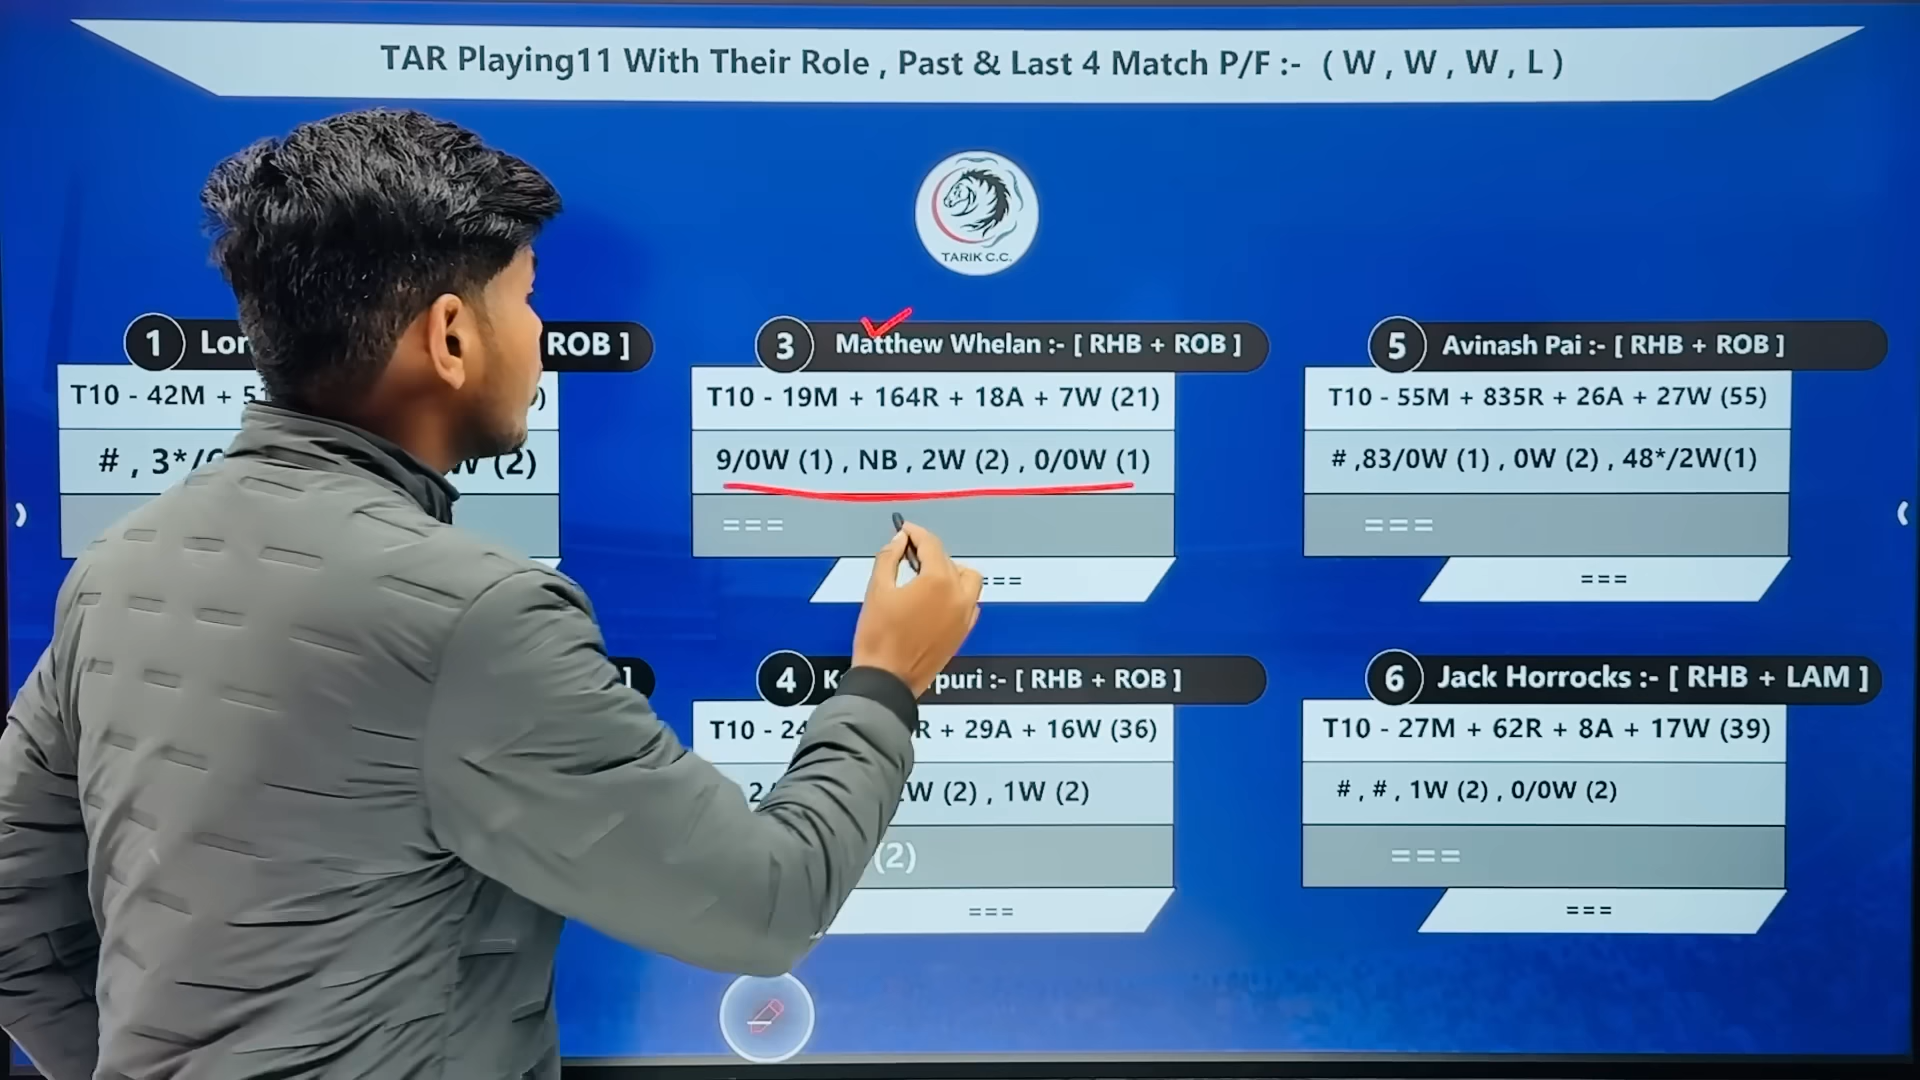 TAR Playing11 With Their Role , Past & Last 4 Match P/F :- ( W , W , W , L )
TARIK C.C.
1
ROB ]
T10 - 42M +
# , 3*/
(2)
3 Matthew Whelan :- [ RHB + ROB ]
T10 - 19M + 164R + 18A + 7W (21)
9/0W (1) , NB , 2W (2) , 0/0W (1)
===
===
5 Avinash Pai :- [ RHB + ROB ]
T10 - 55M + 835R + 26A + 27W (55)
# ,83/0W (1) , 0W (2) , 48*/2W(1)
===
===
]
4 :- [ RHB + ROB ]
T10 - + 29A + 16W (36)
(2) , 1W (2)
(2)
===
6 Jack Horrocks :- [ RHB + LAM ]
T10 - 27M + 62R + 8A + 17W (39)
# , # , 1W (2) , 0/0W (2)
===
===